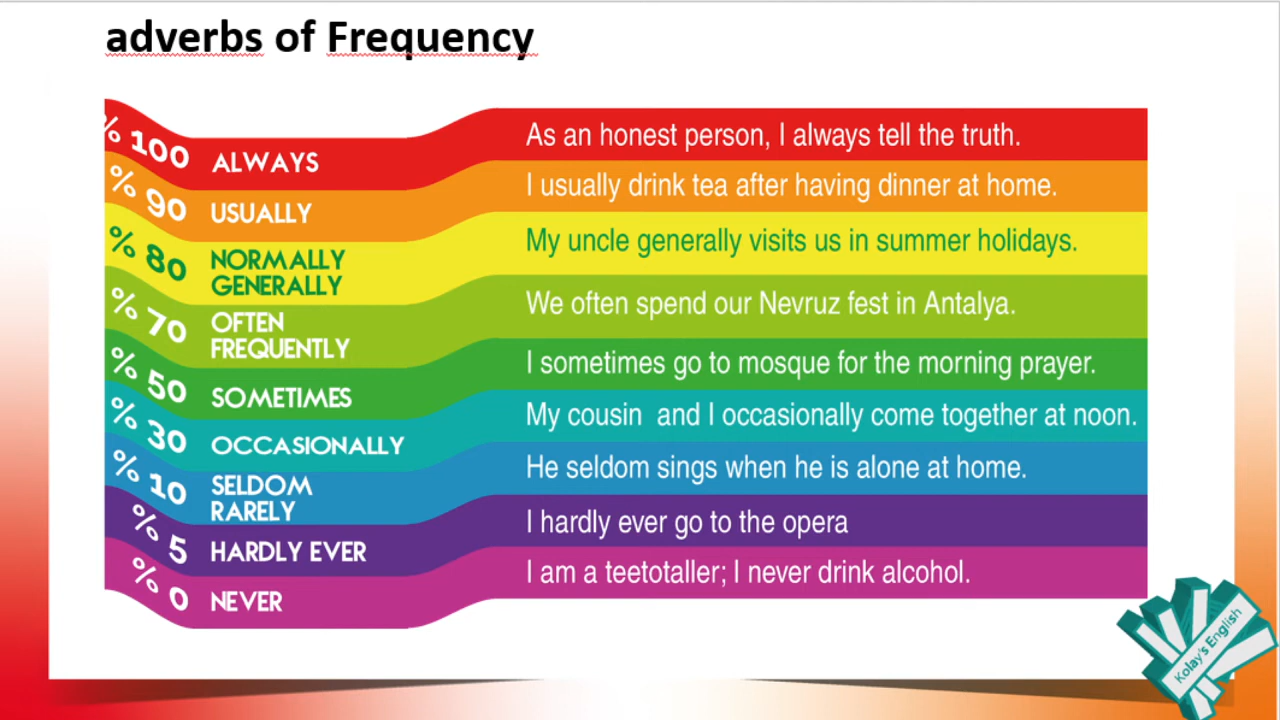 adverbs of Frequency
% 100 ALWAYS
As an honest person, I always tell the truth.
% 90 USUALLY
I usually drink tea after having dinner at home.
% 80 NORMALLY
GENERALLY
My uncle generally visits us in summer holidays.
% 70 OFTEN
FREQUENTLY
We often spend our Nevruz fest in Antalya.
% 50 SOMETIMES
I sometimes go to mosque for the morning prayer.
% 30 OCCASIONALLY
My cousin  and I occasionally come together at noon.
% 10 SELDOM
RARELY
He seldom sings when he is alone at home.
% 5 HARDLY EVER
I hardly ever go to the opera
% 0 NEVER
I am a teetotaller; I never drink alcohol.
Kolay's English